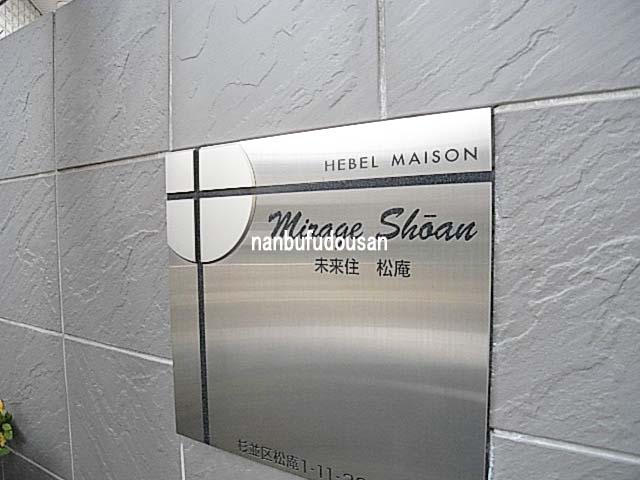 HEBEL MAISON
Mirage Shōan
nanbufudousan
未来住 松庵
杉並区松庵1-11-